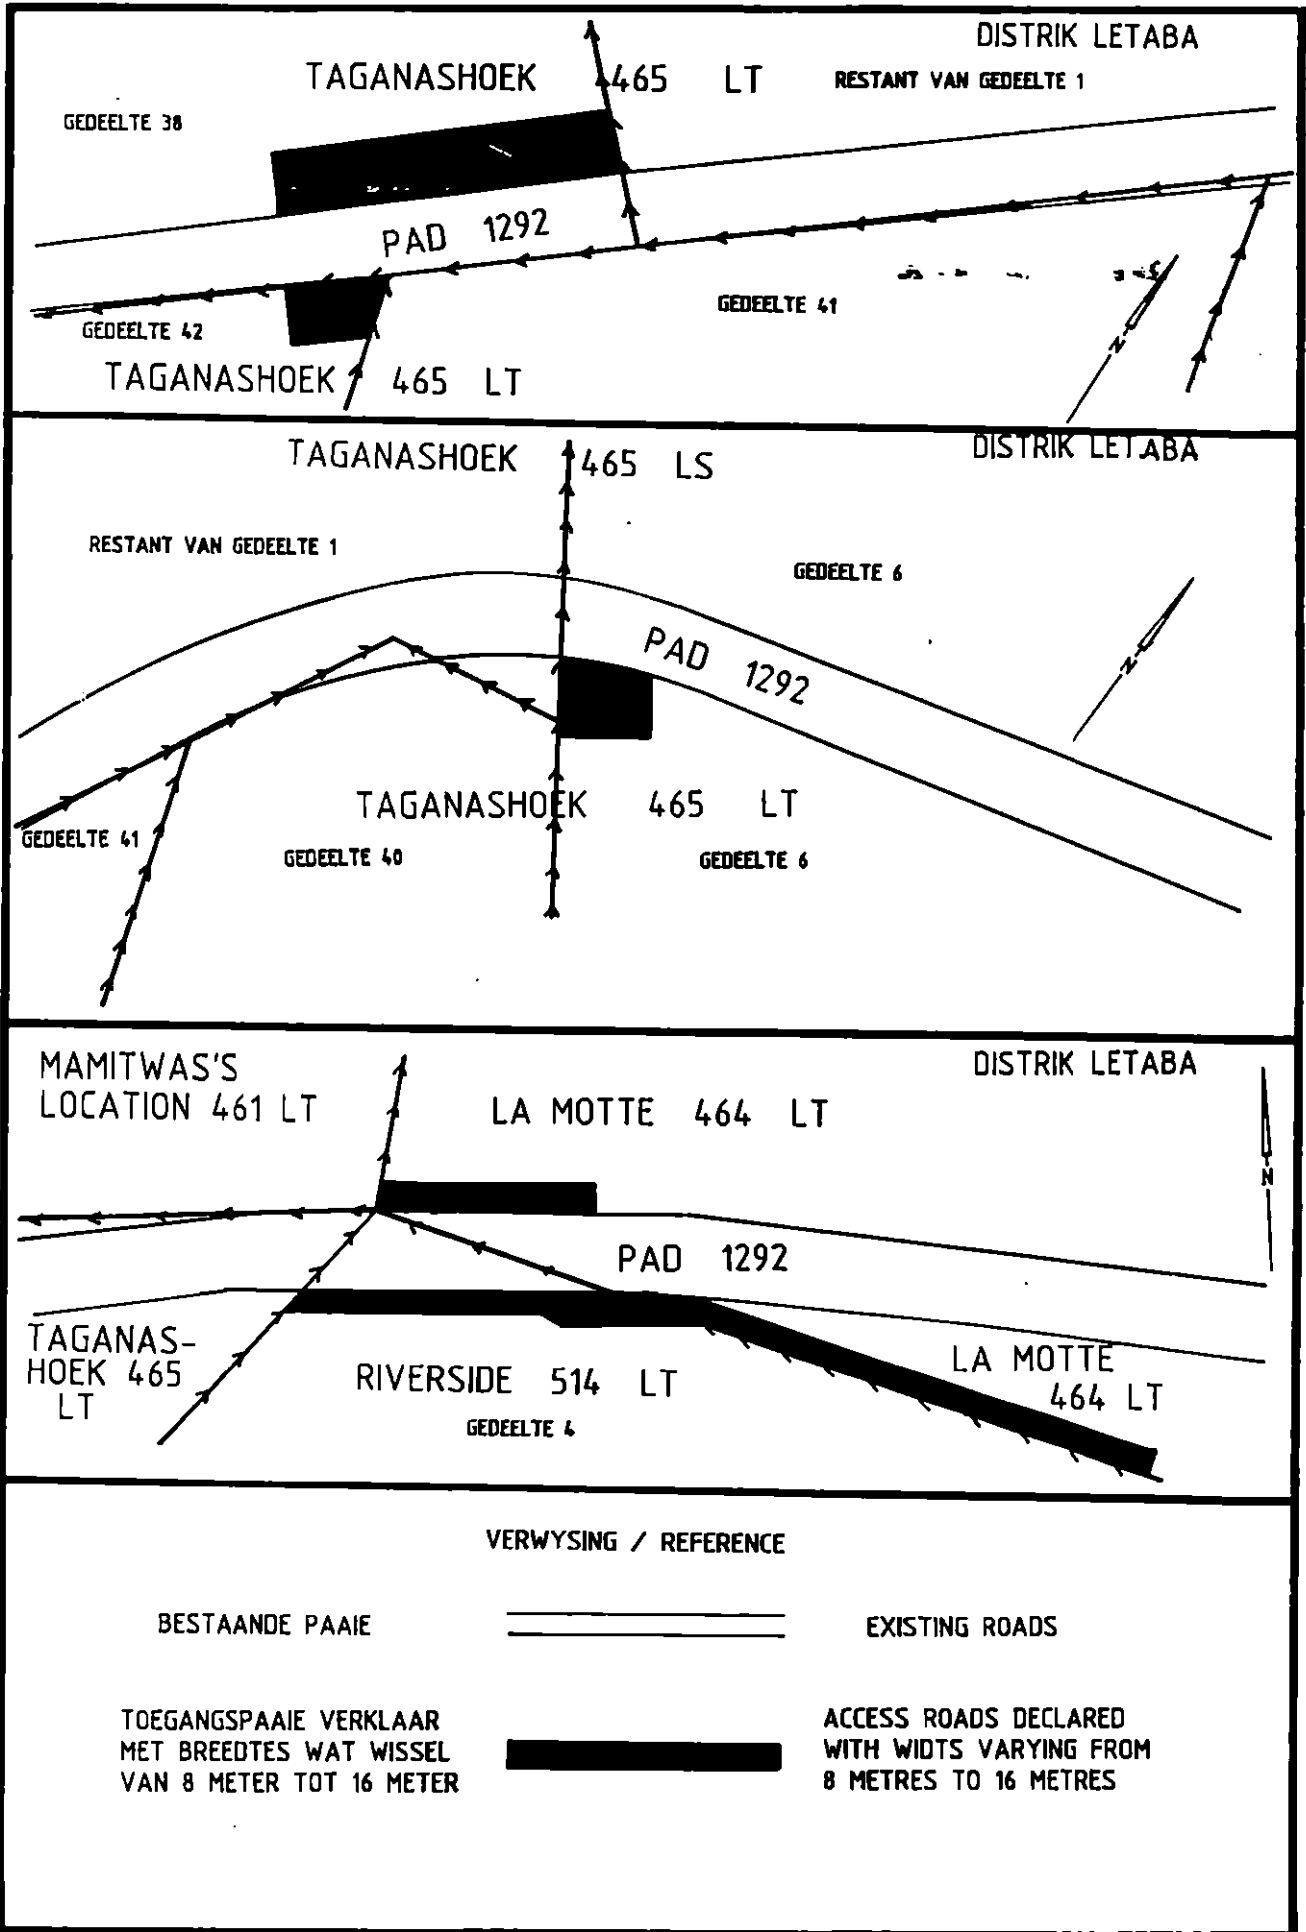 DISTRIK LETABA
TAGANASHOEK 465 LT
RESTANT VAN GEDEELTE 1
GEDEELTE 38
PAD 1292
GEDEELTE 41
GEDEELTE 42
N
TAGANASHOEK 465 LT
TAGANASHOEK 465 LS
DISTRIK LETABA
RESTANT VAN GEDEELTE 1
GEDEELTE 6
PAD 1292
N
TAGANASHOEK 465 LT
GEDEELTE 41
GEDEELTE 40
GEDEELTE 6
MAMITWAS'S
LOCATION 461 LT
DISTRIK LETABA
LA MOTTE 464 LT
N
PAD 1292
TAGANAS-
HOEK 465
LT
RIVERSIDE 514 LT
GEDEELTE 4
LA MOTTE
464 LT
VERWYSING / REFERENCE
BESTAANDE PAAIE
EXISTING ROADS
TOEGANGSPAAIE VERKLAAR
MET BREEDTES WAT WISSEL
VAN 8 METER TOT 16 METER
ACCESS ROADS DECLARED
WITH WIDTS VARYING FROM
8 METRES TO 16 METRES